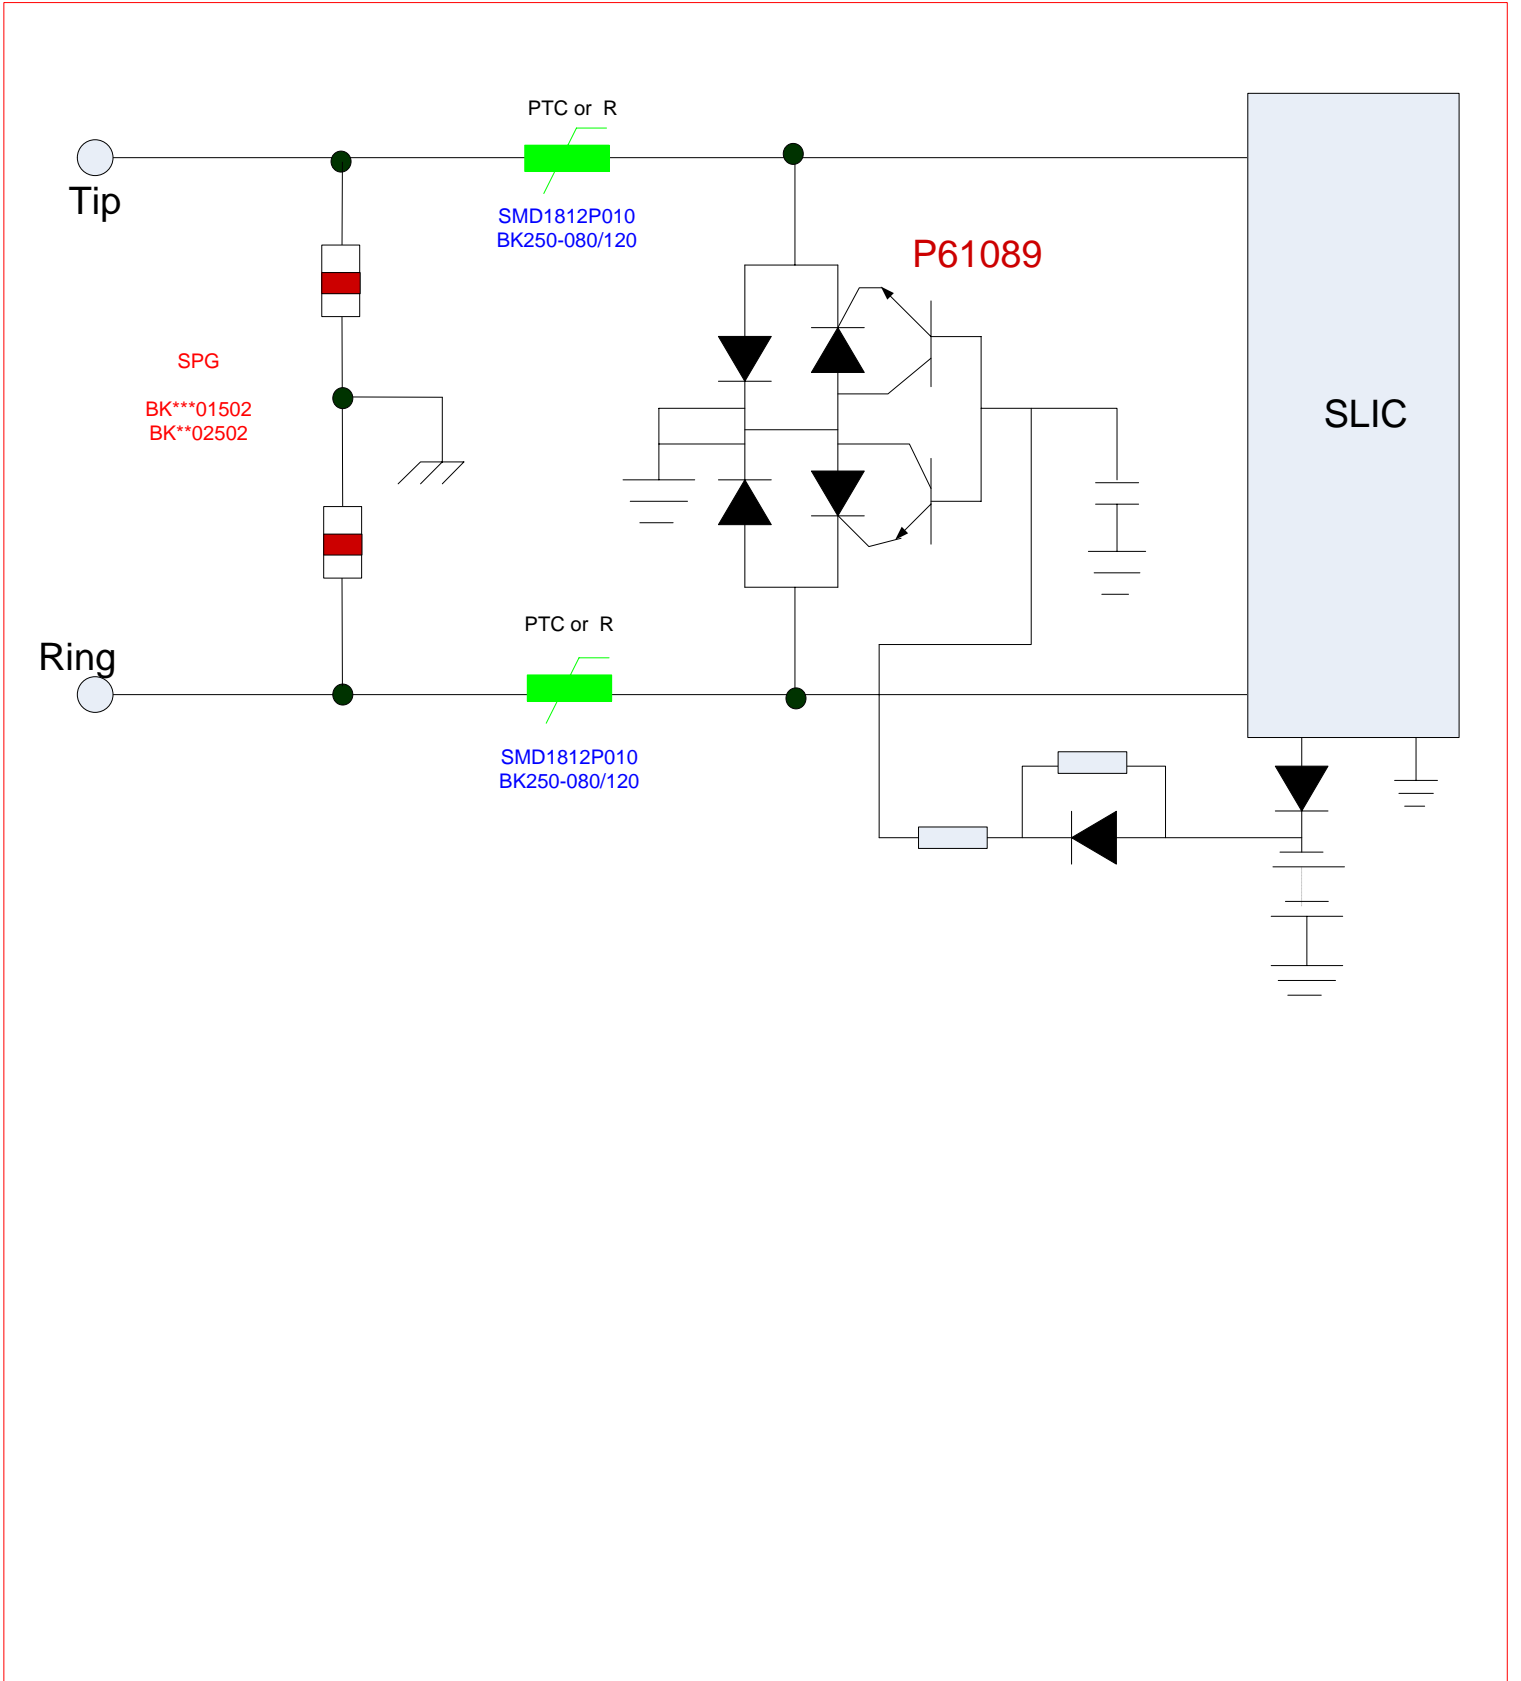 PTC or R
Tip
SMD1812P010
BK250-080/120
P61089
SPG
BK***01502
BK**02502
SLIC
PTC or R
Ring
SMD1812P010
BK250-080/120